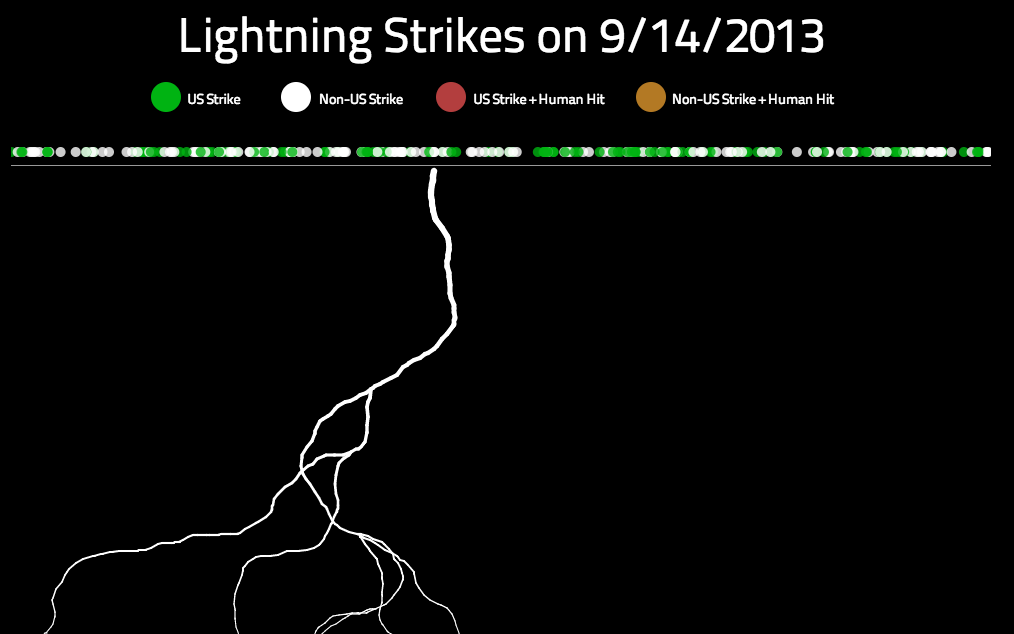 Lightning Strikes on 9/14/2013
US Strike Non-US Strike US Strike + Human Hit Non-US Strike + Human Hit